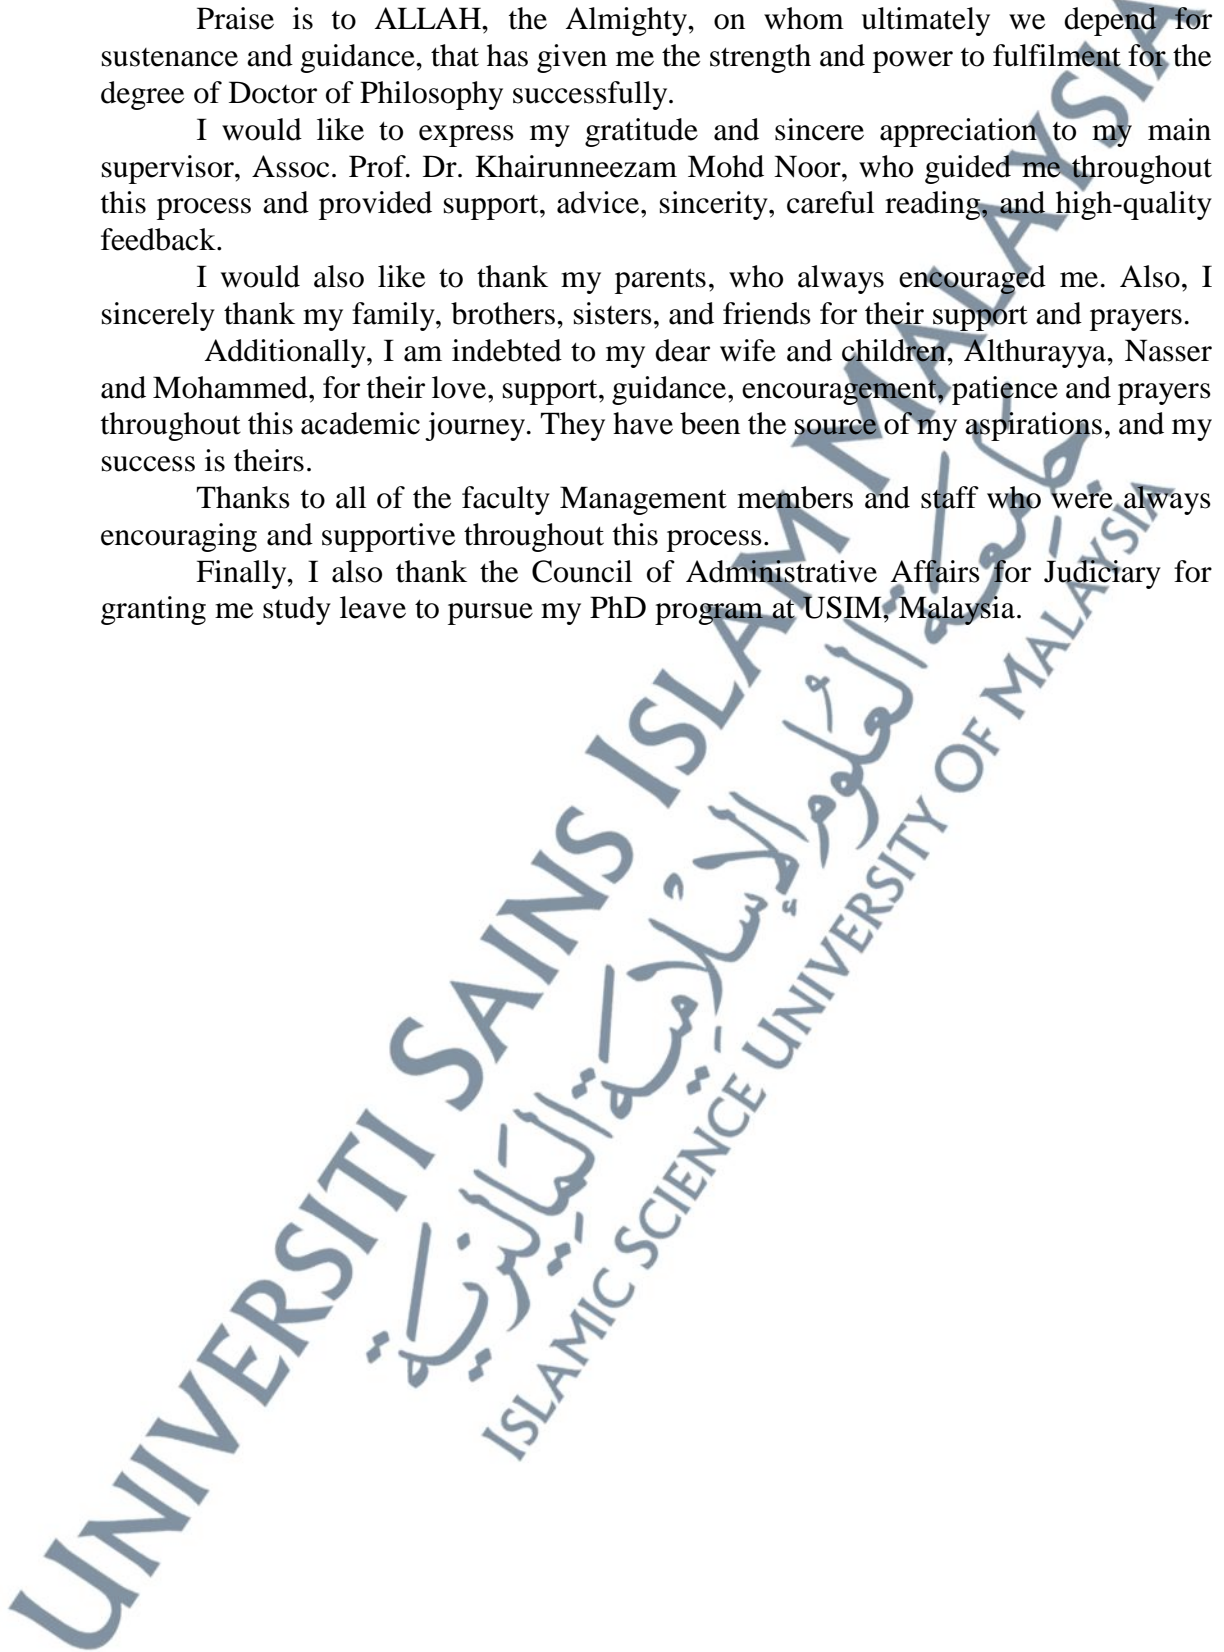 Praise is to ALLAH, the Almighty, on whom ultimately we depend for
sustenance and guidance, that has given me the strength and power to fulfilment for the
degree of Doctor of Philosophy successfully.
I would like to express my gratitude and sincere appreciation to my main
supervisor, Assoc. Prof. Dr. Khairunneezam Mohd Noor, who guided me throughout
this process and provided support, advice, sincerity, careful reading, and high-quality
feedback.
I would also like to thank my parents, who always encouraged me. Also, I
sincerely thank my family, brothers, sisters, and friends for their support and prayers.
Additionally, I am indebted to my dear wife and children, Althurayya, Nasser
and Mohammed, for their love, support, guidance, encouragement, patience and prayers
throughout this academic journey. They have been the source of my aspirations, and my
success is theirs.
Thanks to all of the faculty Management members and staff who were always
encouraging and supportive throughout this process.
Finally, I also thank the Council of Administrative Affairs for Judiciary for
granting me study leave to pursue my PhD program at USIM, Malaysia.
UNIVERSITI SAINS ISLAM MALAYSIA
جامعة العلوم الإسلامية الماليزية
ISLAMIC SCIENCE UNIVERSITY OF MALAYSIA